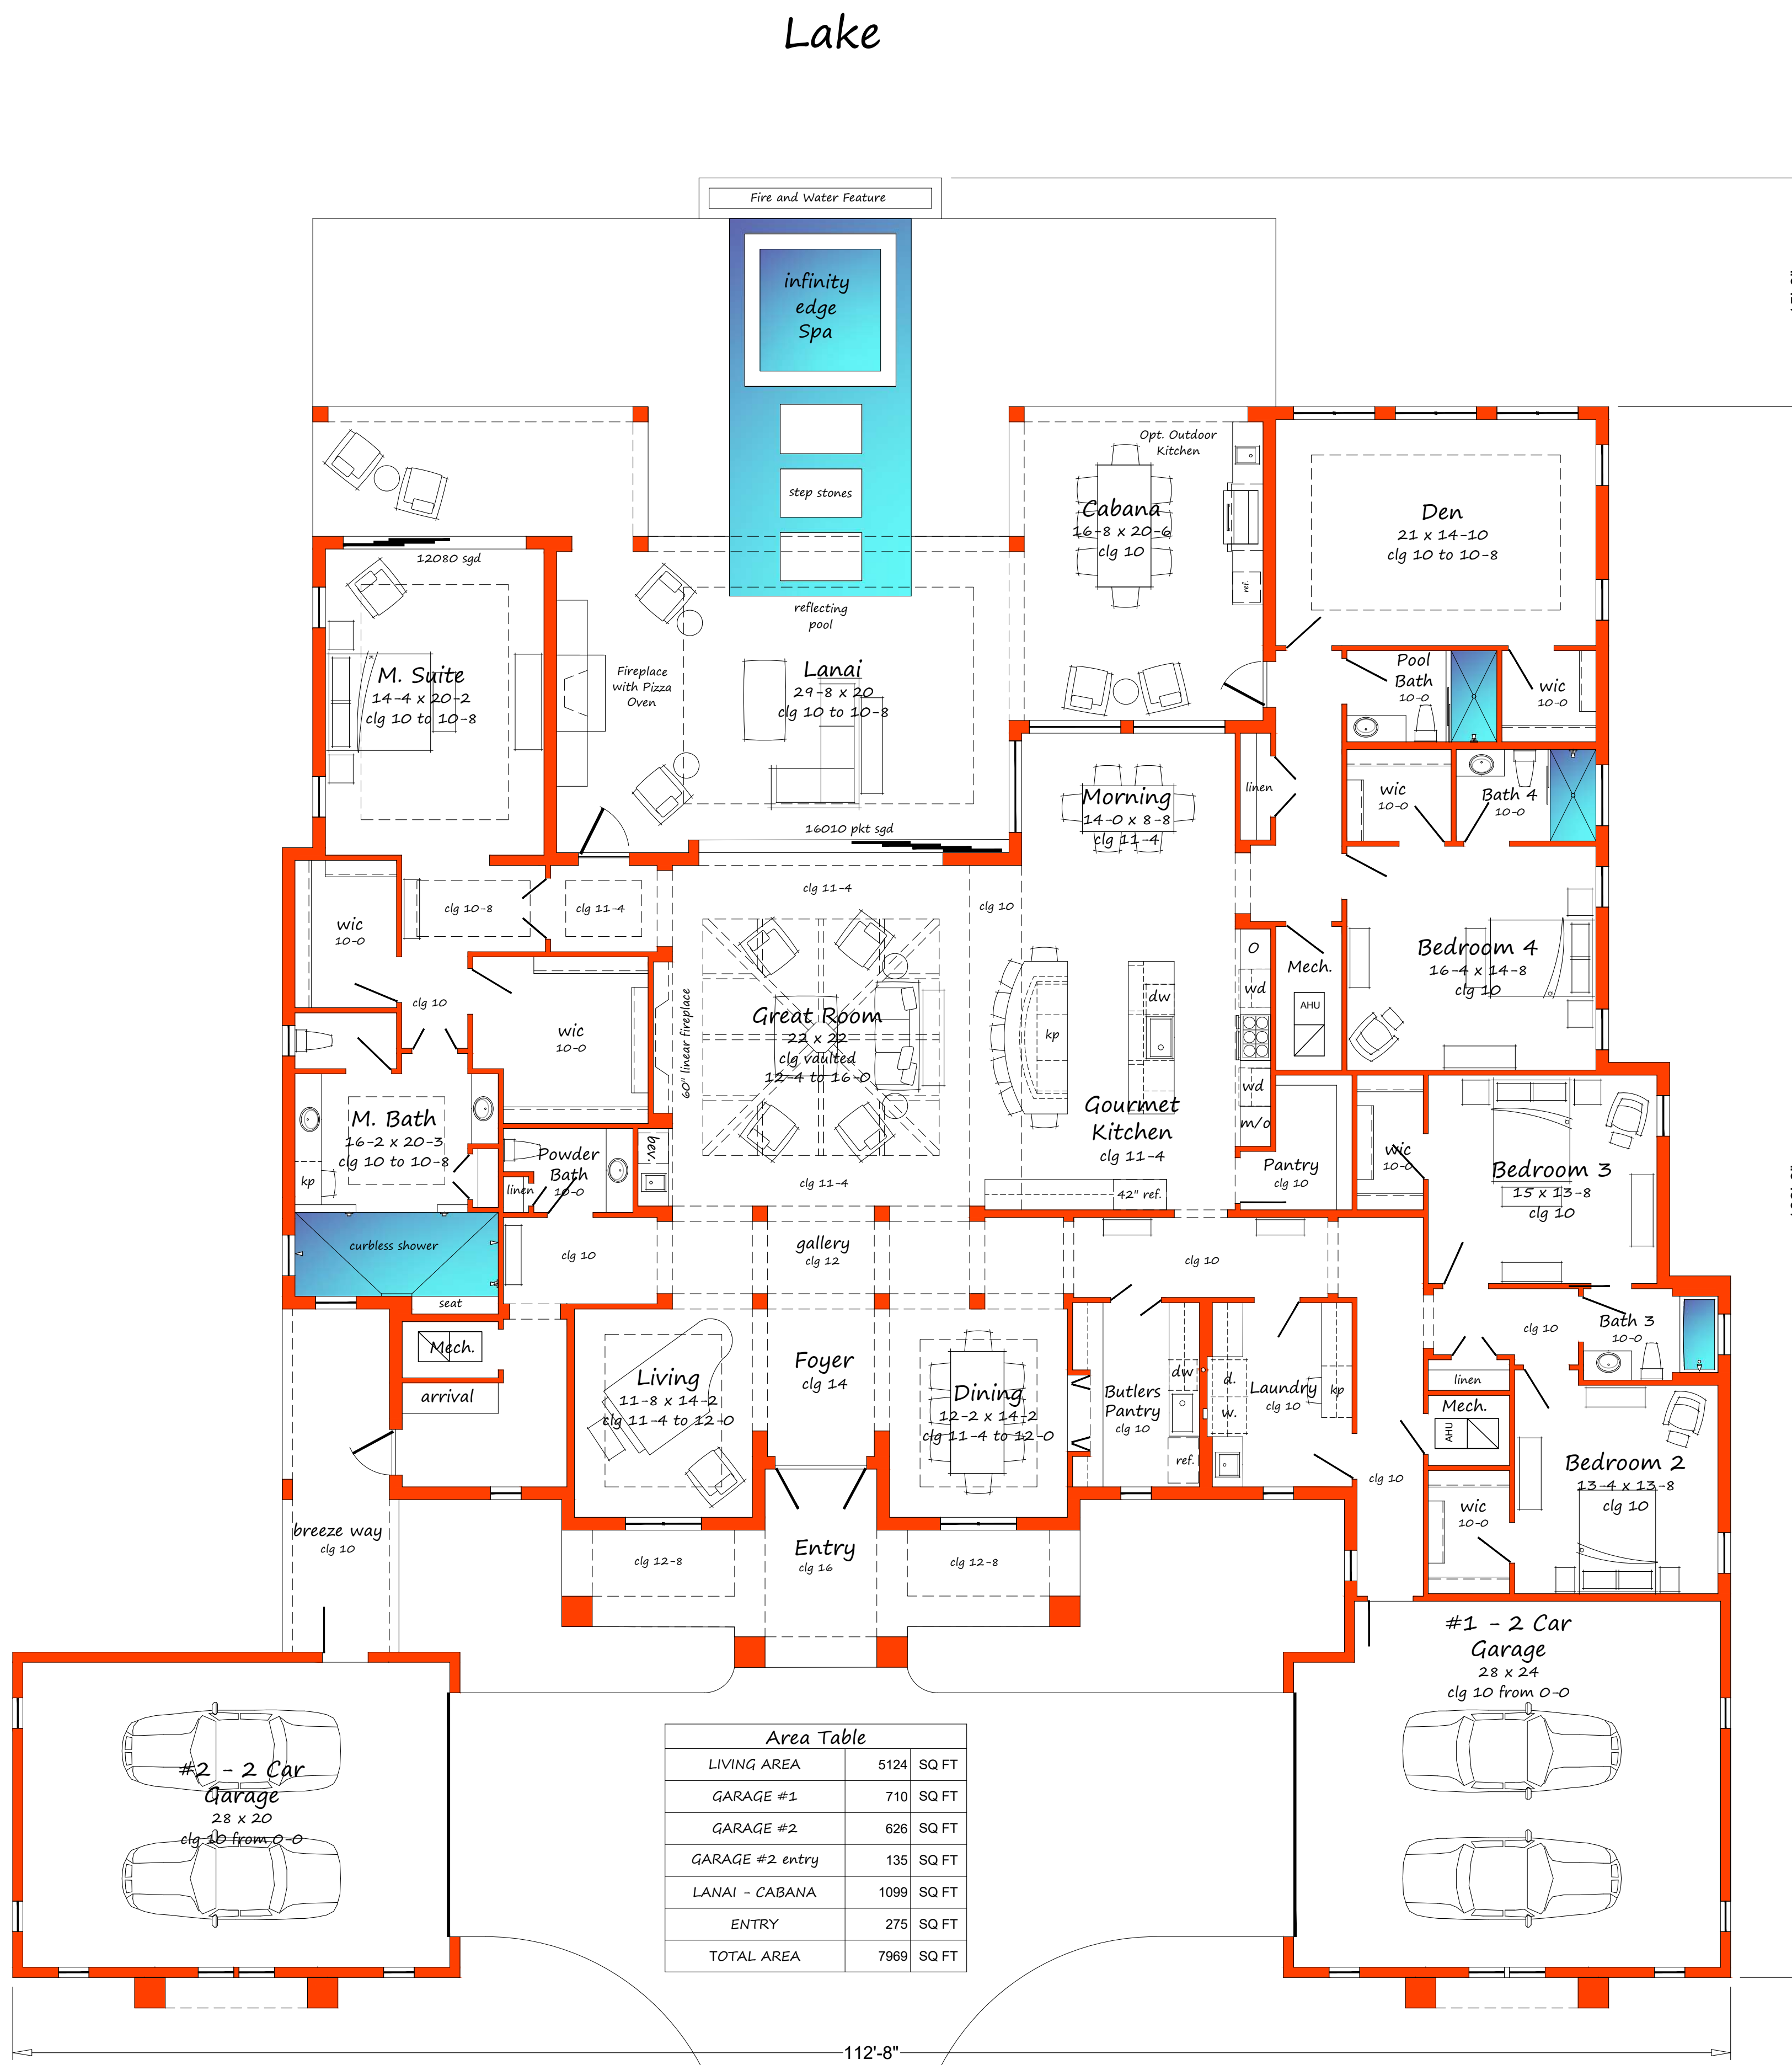 Lake
Fire and Water Feature
infinity
edge
Spa
step stones
reflecting
pool
Opt. Outdoor
Kitchen
ref.
Cabana
16-8 x 20-6
clg 10
Den
21 x 14-10
clg 10 to 10-8
12080 sgd
M. Suite
14-4 x 20-2
clg 10 to 10-8
Fireplace
with Pizza
Oven
Lanai
29-8 x 20
clg 10 to 10-8
16010 pkt sgd
Pool
Bath
10-0
wic
10-0
linen
wic
10-0
Bath 4
10-0
Morning
14-0 x 8-8
clg 11-4
wic
10-0
clg 10-8
clg 11-4
clg 11-4
clg 10
clg 10
wic
10-0
60" linear fireplace
Great Room
22 x 22
clg vaulted
12-4 to 16-0
clg 11-4
kp
dw
Gourmet
Kitchen
clg 11-4
42" ref.
O
wd
wd
m/o
Mech.
AHU
Bedroom 4
16-4 x 14-8
clg 10
M. Bath
16-2 x 20-3
clg 10 to 10-8
kp
Powder
Bath
10-0
linen
bev.
Pantry
clg 10
wic
10-0
Bedroom 3
15 x 13-8
clg 10
curbless shower
seat
clg 10
gallery
clg 12
clg 10
Mech.
arrival
Living
11-8 x 14-2
clg 11-4 to 12-0
Foyer
clg 14
Dining
12-2 x 14-2
clg 11-4 to 12-0
Butlers
Pantry
clg 10
dw
ref.
d.
w.
Laundry
clg 10
kp
clg 10
Bath 3
10-0
linen
Mech.
AHU
clg 10
wic
10-0
Bedroom 2
13-4 x 13-8
clg 10
breeze way
clg 10
clg 12-8
Entry
clg 16
clg 12-8
#1 - 2 Car
Garage
28 x 24
clg 10 from 0-0
#2 - 2 Car
Garage
28 x 20
clg 10 from 0-0
Area Table
LIVING AREA 5124 SQ FT
GARAGE #1 710 SQ FT
GARAGE #2 626 SQ FT
GARAGE #2 entry 135 SQ FT
LANAI - CABANA 1099 SQ FT
ENTRY 275 SQ FT
TOTAL AREA 7969 SQ FT
112'-8"